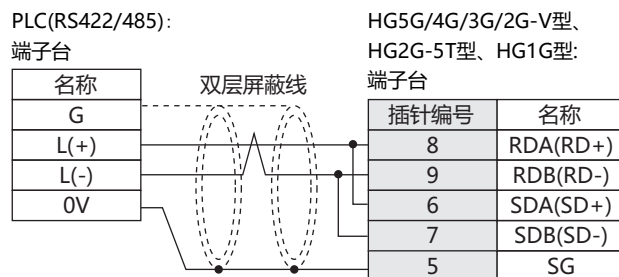 PLC(RS422/485):
端子台
名称
G
L(+)
L(-)
0V
双层屏蔽线
HG5G/4G/3G/2G-V型、
HG2G-5T型、HG1G型:
端子台
插针编号 名称
8 RDA(RD+)
9 RDB(RD-)
6 SDA(SD+)
7 SDB(SD-)
5 SG